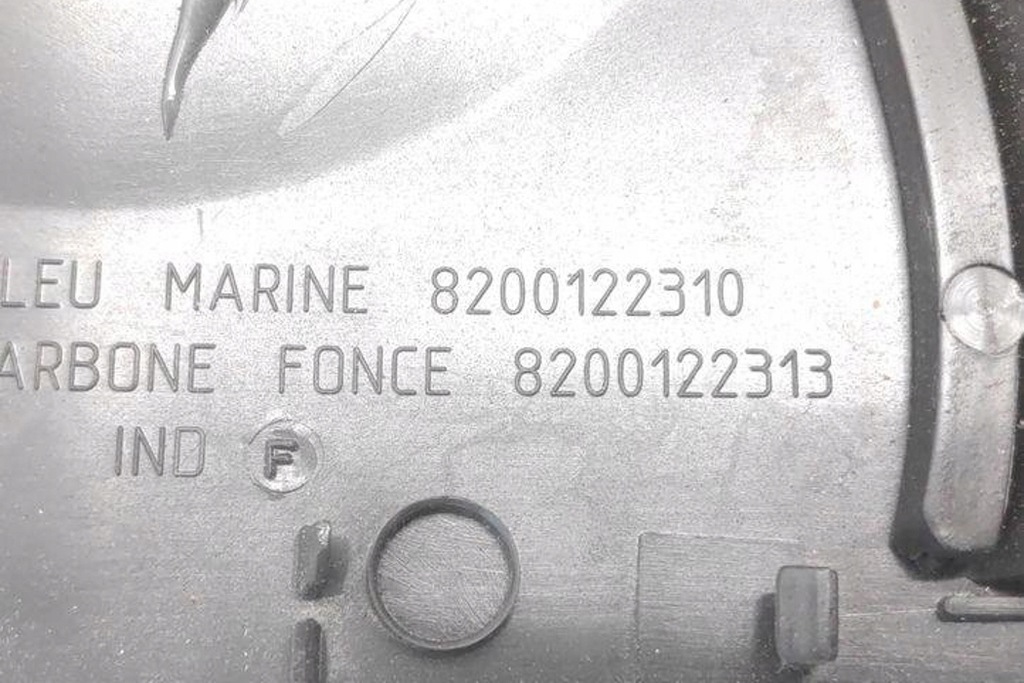 LEU MARINE 8200122310
ARBONE FONCE 8200122313
IND F